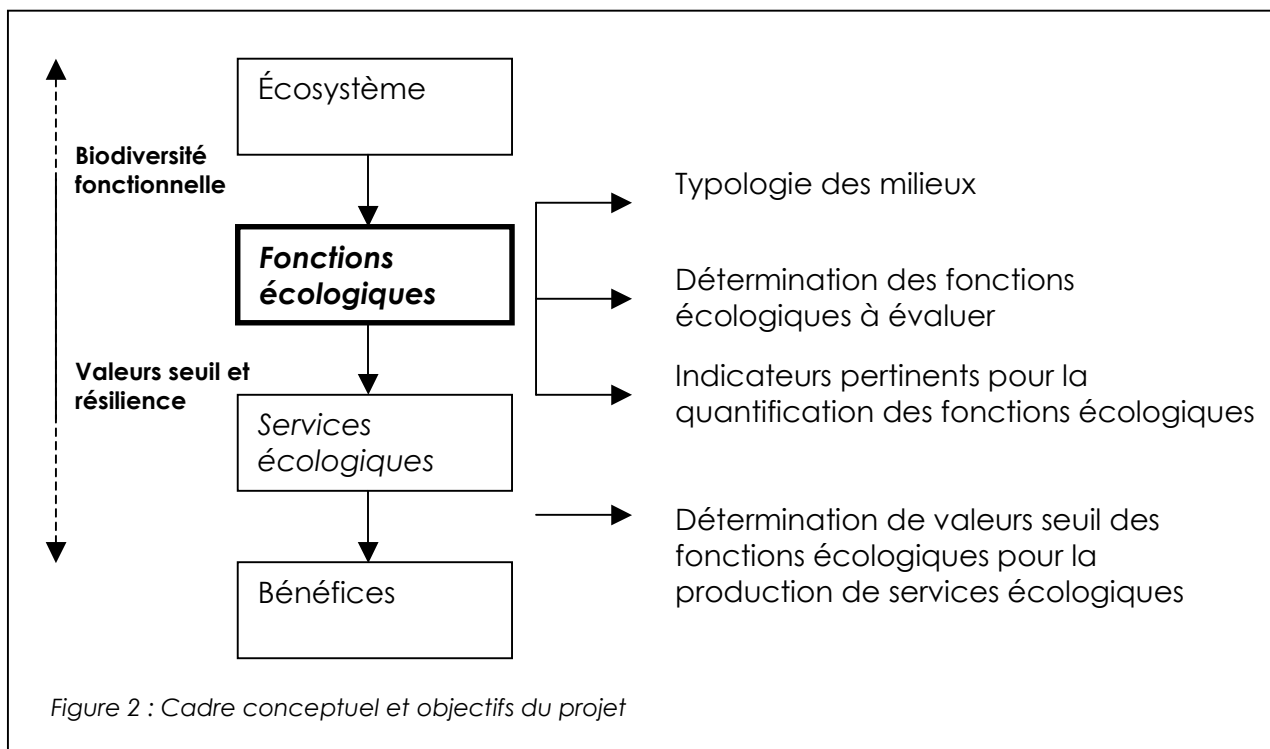 Écosystème
Biodiversité
fonctionnelle
Fonctions
écologiques
Valeurs seuil et
résilience
Services
écologiques
Bénéfices
Typologie des milieux
Détermination des fonctions
écologiques à évaluer
Indicateurs pertinents pour la
quantification des fonctions écologiques
Détermination de valeurs seuil des
fonctions écologiques pour la
production de services écologiques
Figure 2 : Cadre conceptuel et objectifs du projet